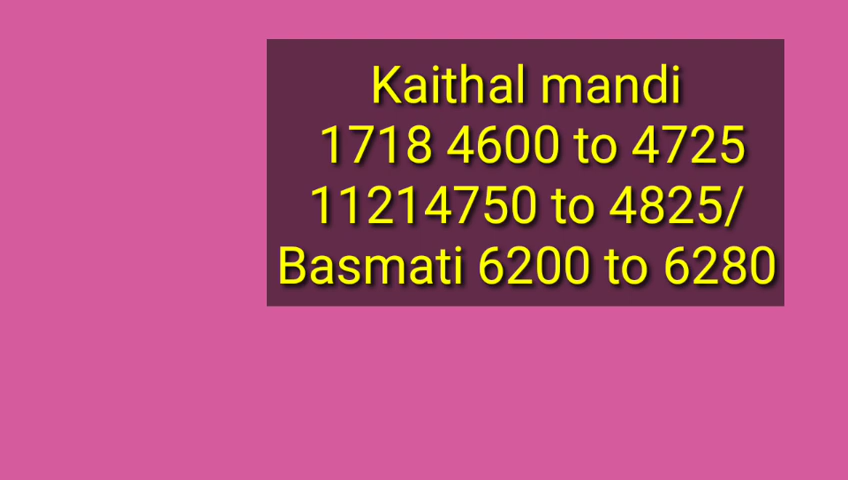 Kaithal mandi
1718 4600 to 4725
11214750 to 4825/
Basmati 6200 to 6280